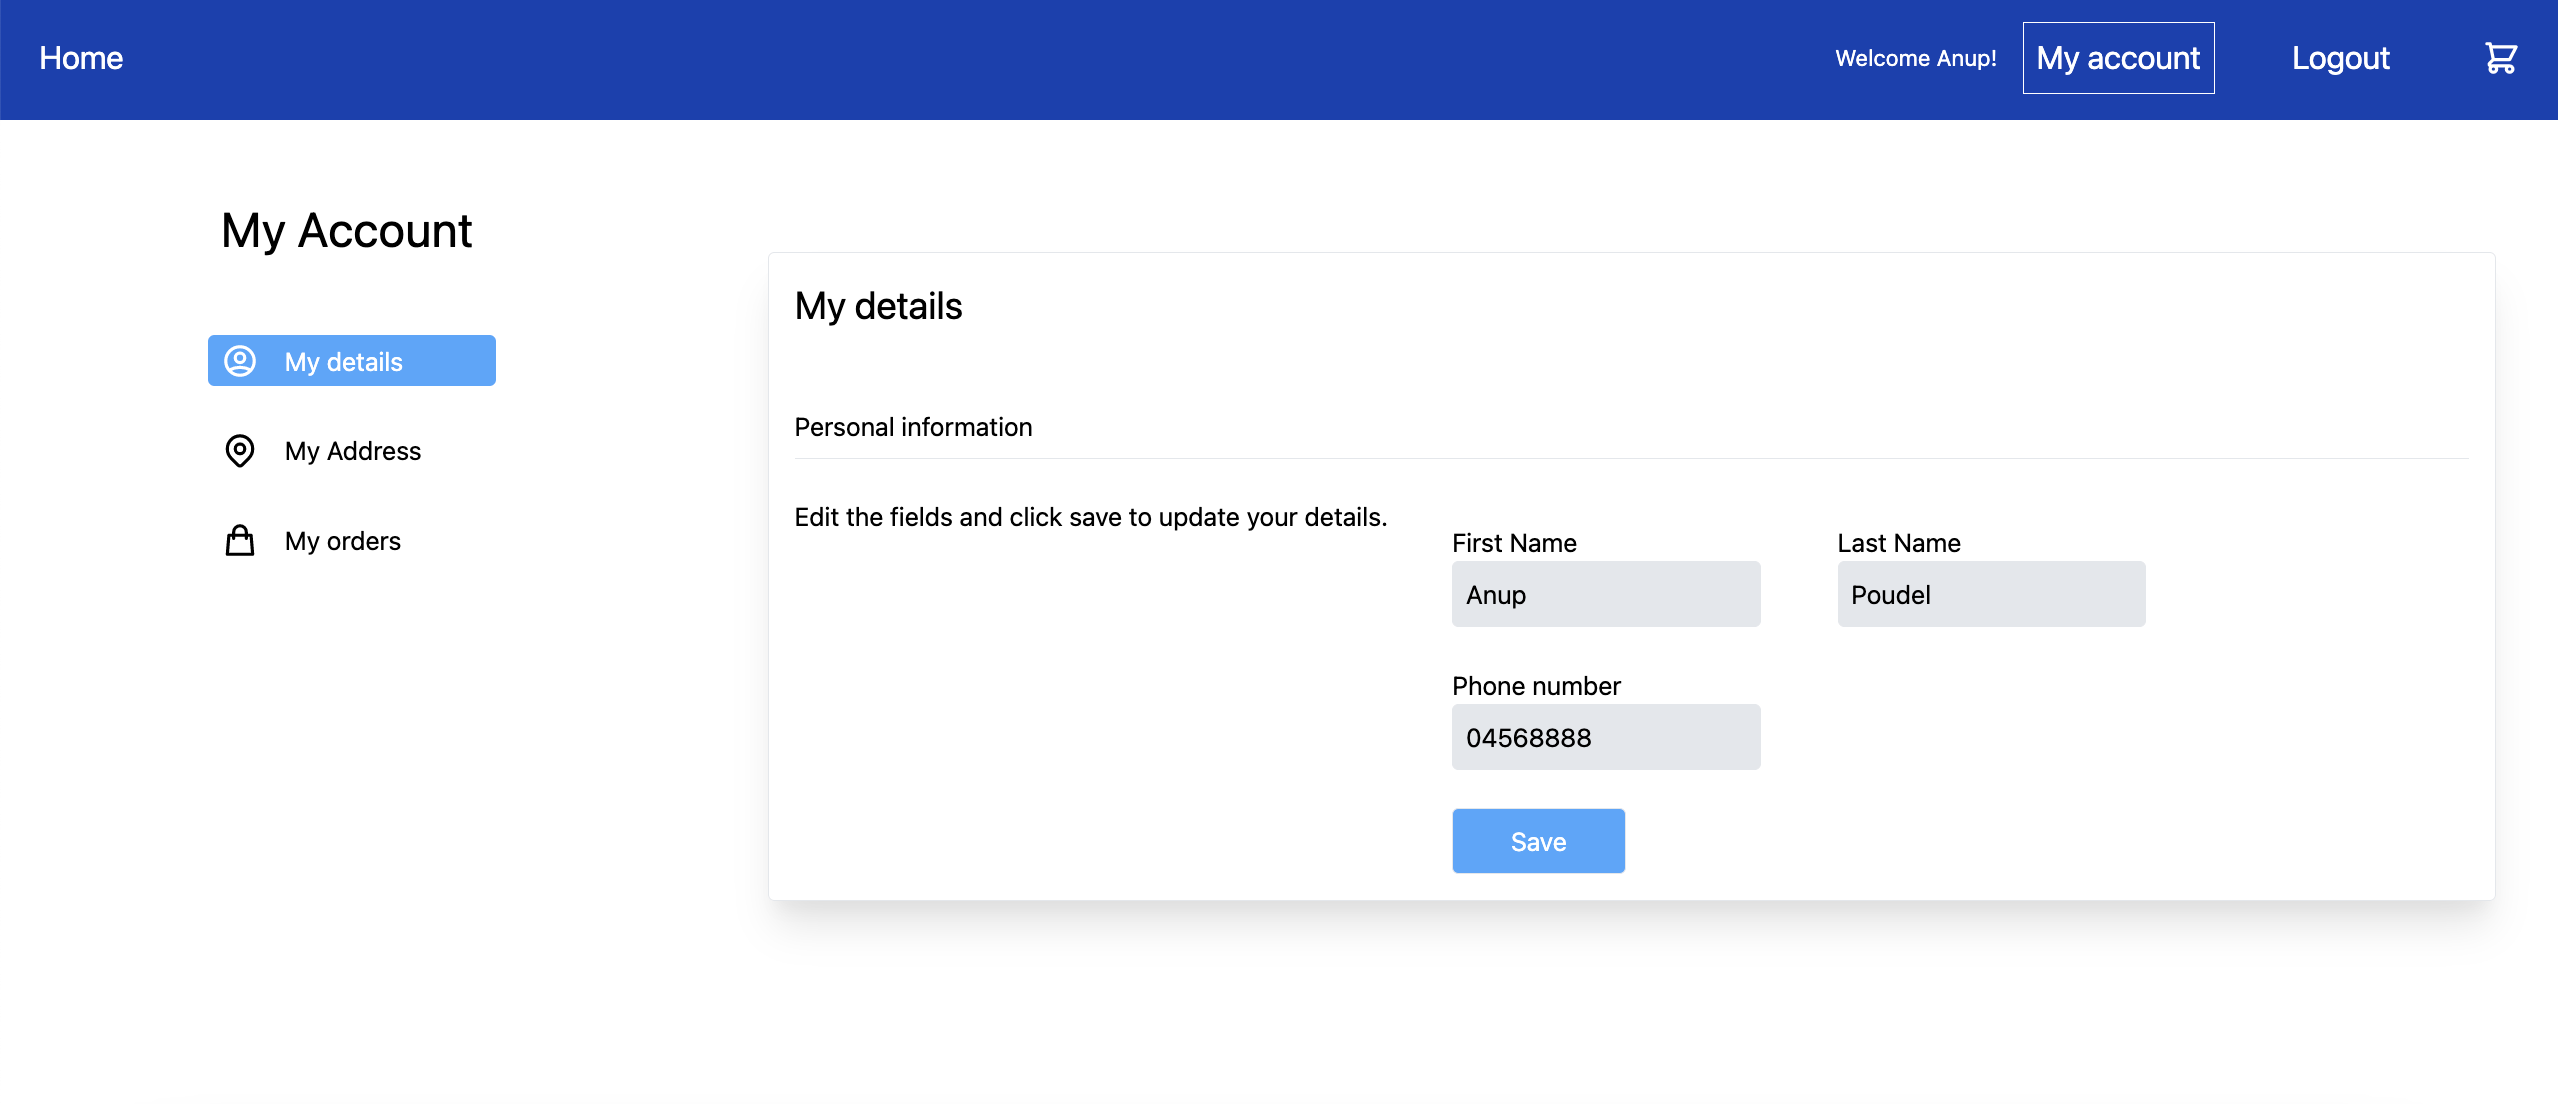 Home
Welcome Anup!
My account
Logout
My Account
My details
My Address
My orders
My details
Personal information
Edit the fields and click save to update your details.
First Name
Last Name
Anup
Poudel
Phone number
04568888
Save